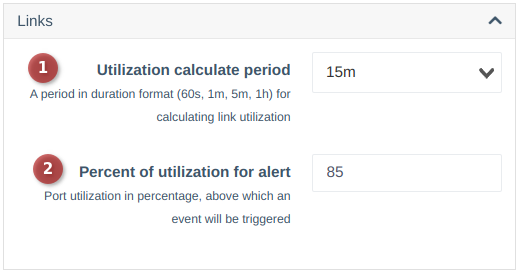 Links
1
Utilization calculate period
15m
A period in duration format (60s, 1m, 5m, 1h) for
calculating link utilization
2
Percent of utilization for alert
85
Port utilization in percentage, above which an
event will be triggered